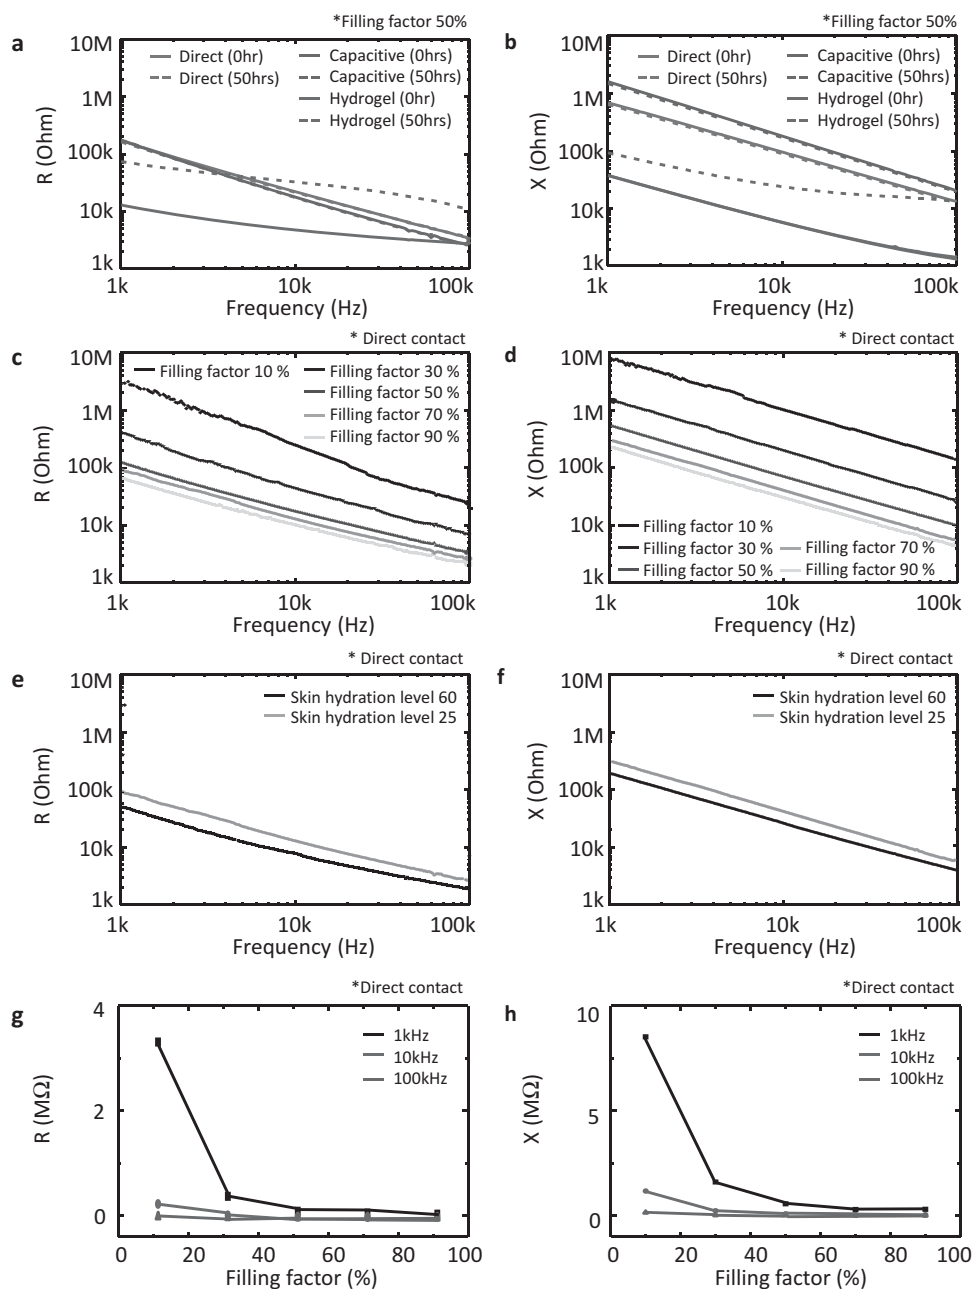 *Filling factor 50%
a
10M
1M
100k
10k
1k
R (Ohm)
Direct (0hr)
Direct (50hrs)
Capacitive (0hrs)
Capacitive (50hrs)
Hydrogel (0hr)
Hydrogel (50hrs)
1k
10k
100k
Frequency (Hz)
*Filling factor 50%
b
10M
1M
100k
10k
1k
X (Ohm)
Direct (0hr)
Direct (50hrs)
Capacitive (0hrs)
Capacitive (50hrs)
Hydrogel (0hr)
Hydrogel (50hrs)
1k
10k
100k
Frequency (Hz)
* Direct contact
c
10M
1M
100k
10k
1k
R (Ohm)
Filling factor 10 %
Filling factor 30 %
Filling factor 50 %
Filling factor 70 %
Filling factor 90 %
1k
10k
100k
Frequency (Hz)
* Direct contact
d
10M
1M
100k
10k
1k
X (Ohm)
Filling factor 10 %
Filling factor 30 %
Filling factor 50 %
Filling factor 70 %
Filling factor 90 %
1k
10k
100k
Frequency (Hz)
* Direct contact
e
10M
1M
100k
10k
1k
R (Ohm)
Skin hydration level 60
Skin hydration level 25
1k
10k
100k
Frequency (Hz)
* Direct contact
f
10M
1M
100k
10k
1k
X (Ohm)
Skin hydration level 60
Skin hydration level 25
1k
10k
100k
Frequency (Hz)
*Direct contact
g
4
2
0
R (MΩ)
1kHz
10kHz
100kHz
0 20 40 60 80 100
Filling factor (%)
*Direct contact
h
10
5
0
X (MΩ)
1kHz
10kHz
100kHz
0 20 40 60 80 100
Filling factor (%)